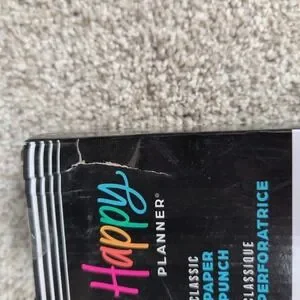 Happy
PLANNER®
CLASSIC
PAPER
PUNCH
CLASSIQUE
PERFORATRICE